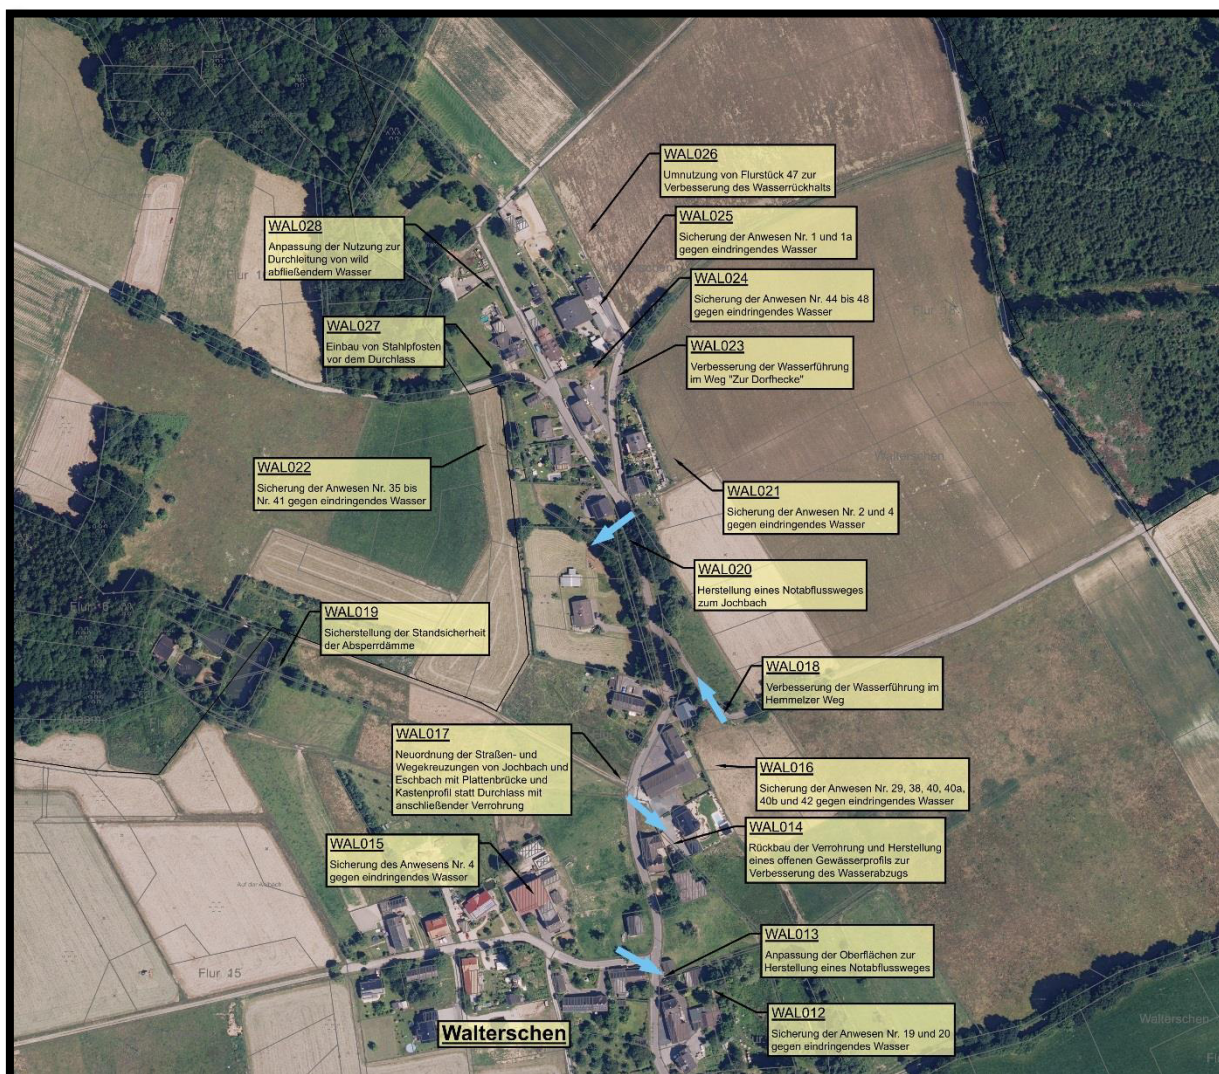 WAL026
Umnutzung von Flurstück 47 zur
Verbesserung des Wasserrückhalts
WAL025
Sicherung der Anwesen Nr. 1 und 1a
gegen eindringendes Wasser
WAL028
Anpassung der Nutzung zur
Durchleitung von wild
abfließendem Wasser
WAL024
Sicherung der Anwesen Nr. 44 bis 48
gegen eindringendes Wasser
WAL027
Einbau von Stahlpfosten
vor dem Durchlass
WAL023
Verbesserung der Wasserführung
im Weg "Zur Dorfhecke"
Walterschen
WAL022
Sicherung der Anwesen Nr. 35 bis
Nr. 41 gegen eindringendes Wasser
WAL021
Sicherung der Anwesen Nr. 2 und 4
gegen eindringendes Wasser
WAL020
Herstellung eines Notabflussweges
zum Jochbach
WAL019
Sicherstellung der Standsicherheit
der Absperrdämme
WAL018
Verbesserung der Wasserführung im
Hemmelzer Weg
WAL017
Neuordnung der Straßen- und
Wegekreuzungen von Jochbach und
Eschbach mit Plattenbrücke und
Kastenprofil statt Durchlass mit
anschließender Verrohrung
WAL016
Sicherung der Anwesen Nr. 29, 38, 40, 40a,
40b und 42 gegen eindringendes Wasser
WAL014
Rückbau der Verrohrung und Herstellung
eines offenen Gewässerprofils zur
Verbesserung des Wasserabzugs
WAL015
Sicherung des Anwesens Nr. 4
gegen eindringendes Wasser
WAL013
Anpassung der Oberflächen zur
Herstellung eines Notabflussweges
Flur 15
WAL012
Sicherung der Anwesen Nr. 19 und 20
gegen eindringendes Wasser
Walterschen
Walterschen